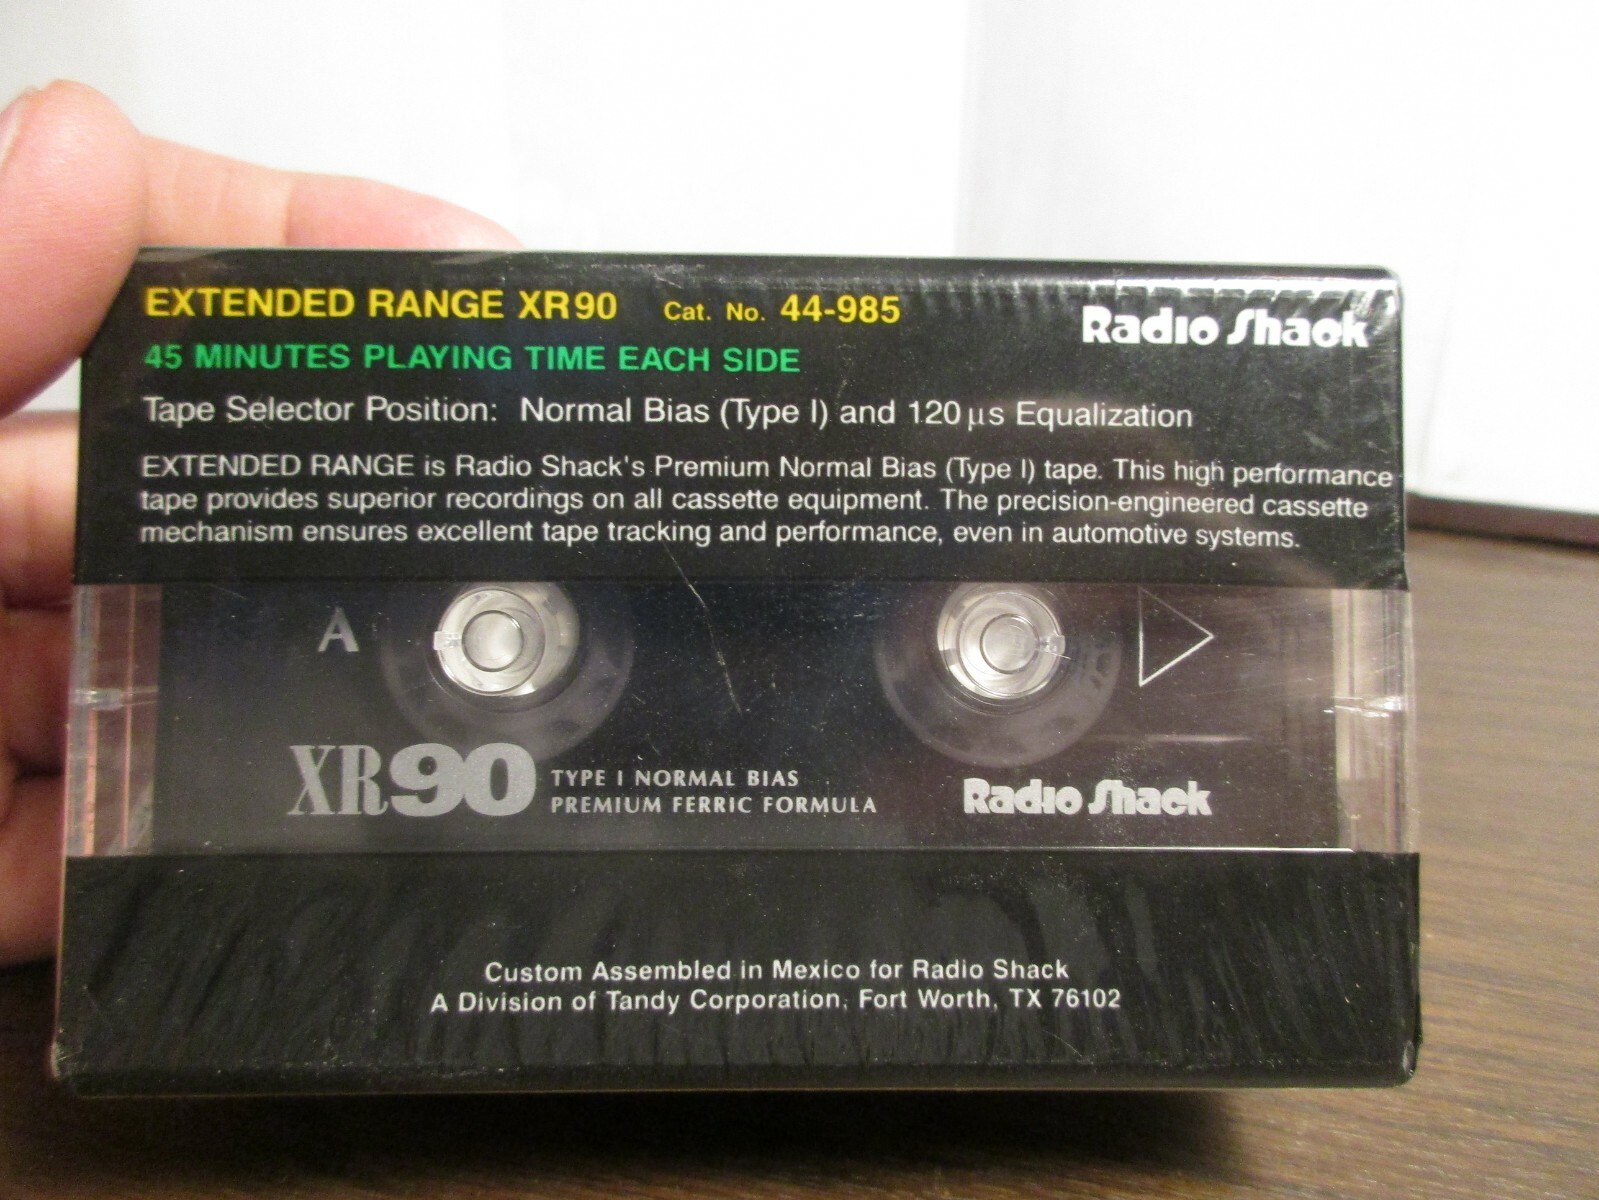 EXTENDED RANGE XR90 Cat. No. 44-985
Radio Shack
45 MINUTES PLAYING TIME EACH SIDE
Tape Selector Position: Normal Bias (Type I) and 120 µs Equalization
EXTENDED RANGE is Radio Shack's Premium Normal Bias (Type I) tape. This high performance
tape provides superior recordings on all cassette equipment. The precision-engineered cassette
mechanism ensures excellent tape tracking and performance, even in automotive systems.
A
XR90 TYPE I NORMAL BIAS
PREMIUM FERRIC FORMULA
Radio Shack
Custom Assembled in Mexico for Radio Shack
A Division of Tandy Corporation, Fort Worth, TX 76102